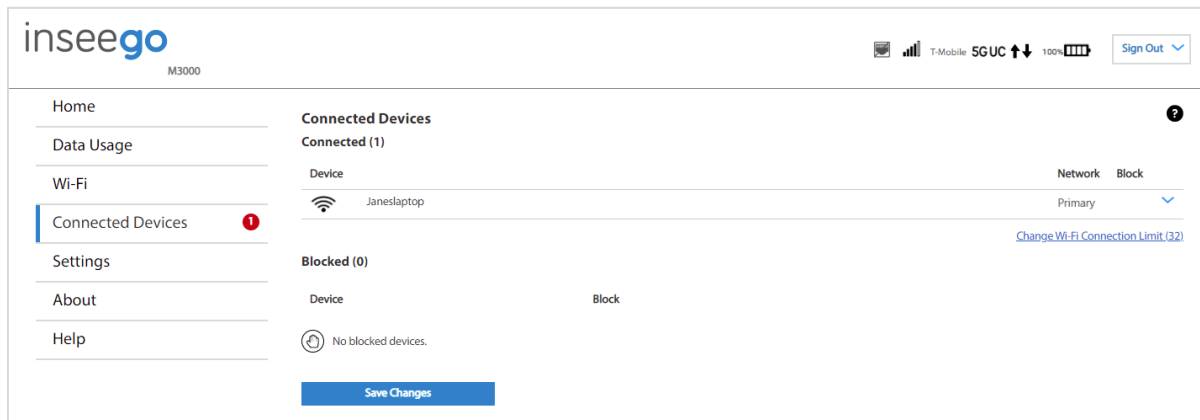 inseego
M3000
T-Mobile 5G UC 100%
Sign Out
Home
Data Usage
Wi-Fi
Connected Devices 1
Settings
About
Help
Connected Devices
?
Connected (1)
Device Network Block
Janeslaptop Primary
Change Wi-Fi Connection Limit (32)
Blocked (0)
Device Block
No blocked devices.
Save Changes